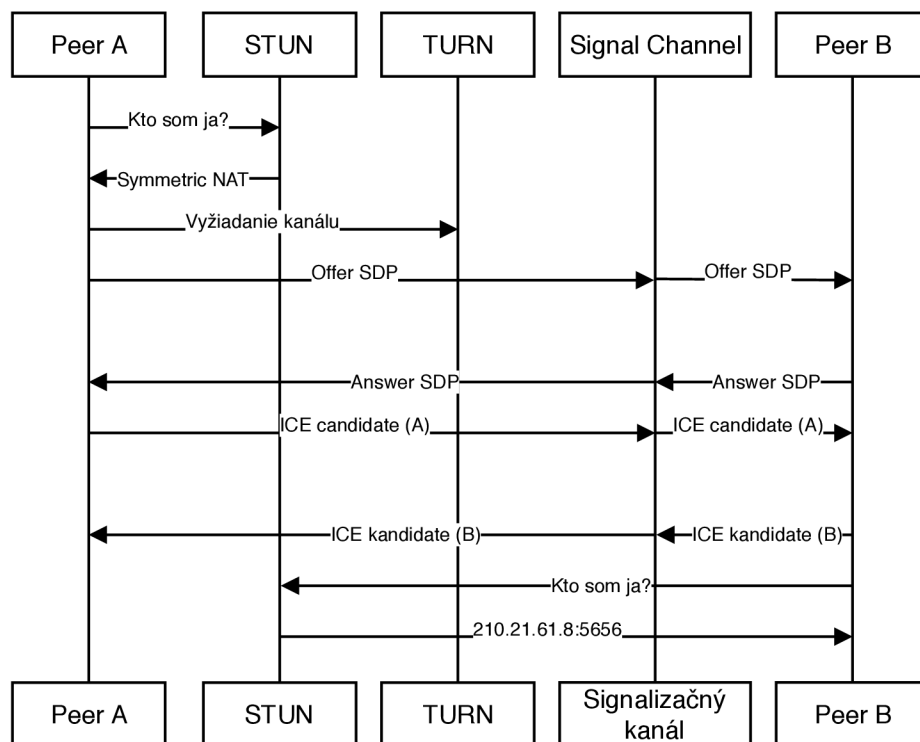 Peer A
STUN
TURN
Signal Channel
Peer B
Kto som ja?
Symmetric NAT
Vyžiadanie kanálu
Offer SDP
Offer SDP
Answer SDP
Answer SDP
ICE candidate (A)
ICE candidate (A)
ICE kandidate (B)
ICE kandidate (B)
Kto som ja?
210.21.61.8:5656
Peer A
STUN
TURN
Signalizačný
kanál
Peer B